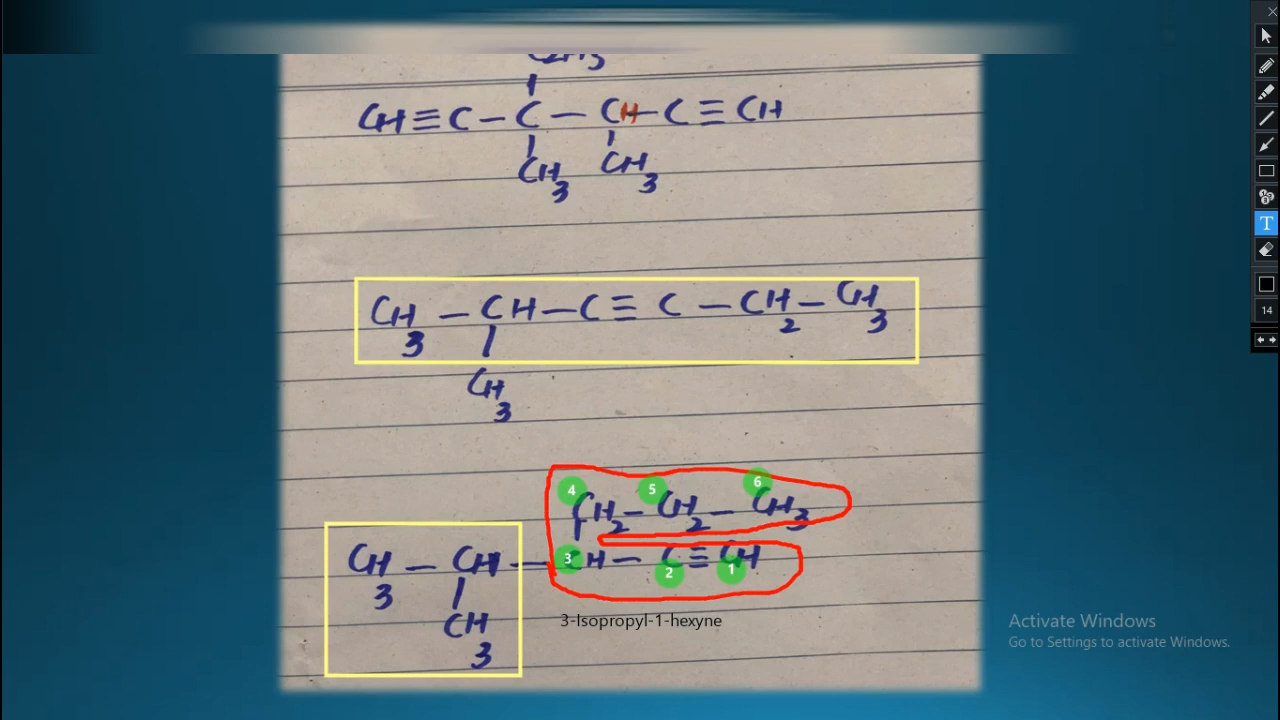 C2H5
CH≡C-C-CH-C≡CH
CH3 CH3
CH3-CH-C≡C-CH2-CH3
CH3
4 5 6
CH2-CH2-CH3
CH3-CH-CH-C≡CH
3 2 1
CH3
3-Isopropyl-1-hexyne
Activate Windows
Go to Settings to activate Windows.
T
14